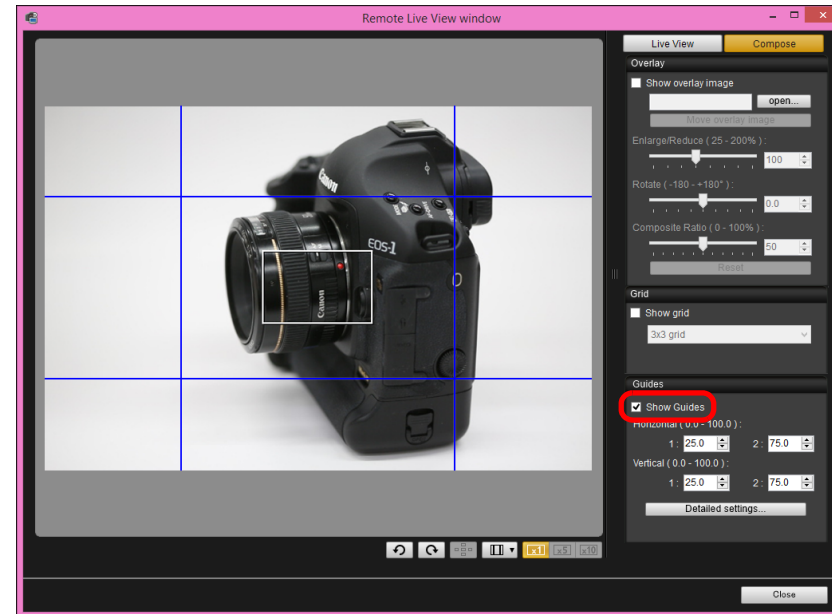 Remote Live View window
Live View
Compose
Overlay
Show overlay image
open...
Move overlay image
Enlarge/Reduce ( 25 - 200% ) :
100
Rotate ( -180 - +180° ) :
0.0
Composite Ratio ( 0 - 100% ) :
50
Reset
Grid
Show grid
3x3 grid
Guides
Show Guides
Horizontal ( 0.0 - 100.0 ) :
1 : 25.0 2 : 75.0
Vertical ( 0.0 - 100.0 ) :
1 : 25.0 2 : 75.0
Detailed settings...
Canon
EOS-1
Canon
x1 x5 x10
Close